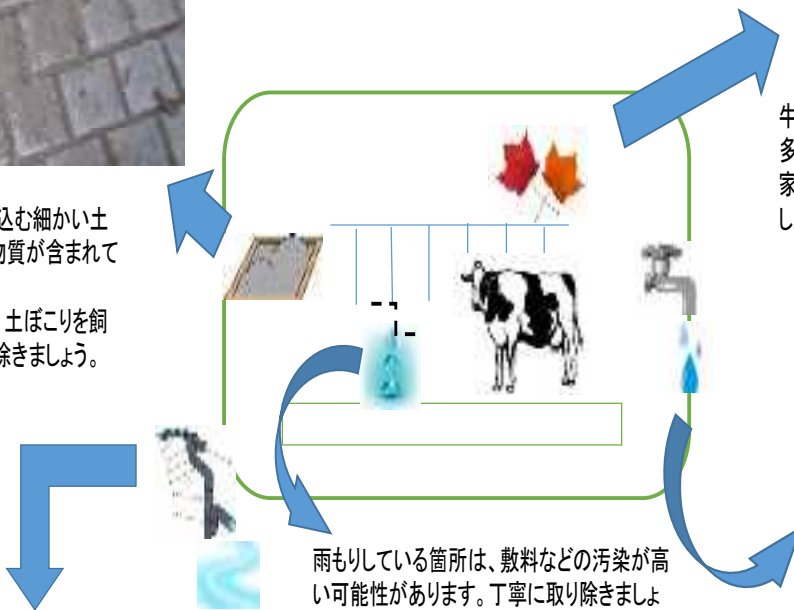 込む細かい土
物質が含まれて
土ぼこりを飼
除きましょう。
牛
多
家
し
雨もりしている箇所は、敷料などの汚染が高
い可能性があります。丁寧に取り除きましょ